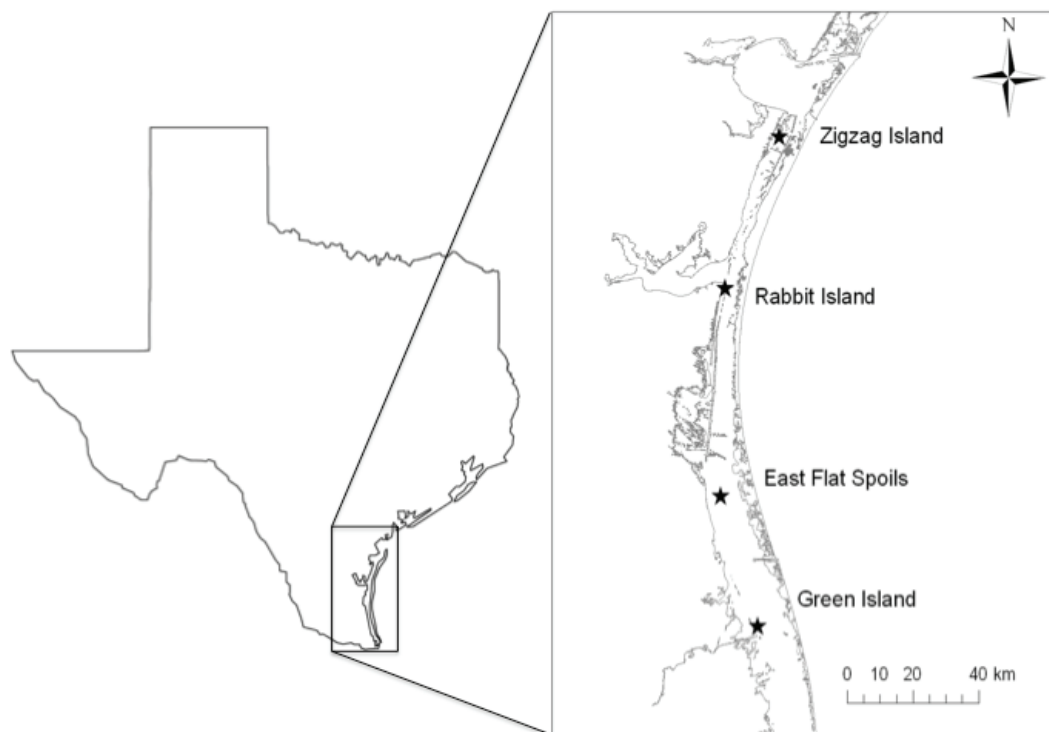 N
Zigzag Island
Rabbit Island
East Flat Spoils
Green Island
0 10 20 40 km